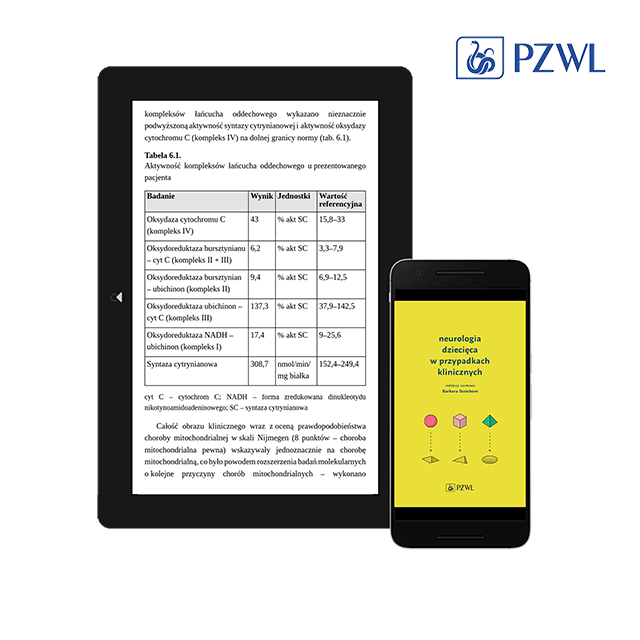 PZWL
kompleksów łańcucha oddechowego wykazano nieznacznie
podwyższoną aktywność syntazy cytrynianowej i aktywność oksydazy
cytochromu C (kompleks IV) na dolnej granicy normy (tab. 6.1).
Tabela 6.1.
Aktywność kompleksów łańcucha oddechowego u prezentowanego
pacjenta
Badanie Wynik Jednostki Wartość
referencyjna
Oksydaza cytochromu C 43 % akt SC 15,8–33
(kompleks IV)
Oksydoreduktaza bursztynianu 6,2 % akt SC 3,3–7,9
– cyt C (kompleks II + III)
Oksydoreduktaza bursztynian 9,4 % akt SC 6,9–12,5
– ubichinon (kompleks II)
Oksydoreduktaza ubichinon – 137,3 % akt SC 37,9–142,5
cyt C (kompleks III)
Oksydoreduktaza NADH – 17,4 % akt SC 9–25,6
ubichinon (kompleks I)
Syntaza cytrynianowa 308,7 nmol/min/ 152,4–249,4
mg białka
cyt C – cytochrom C; NADH – forma zredukowana dinukleotydu
nikotynoamidoadeninowego; SC – syntaza cytrynianowa
Całość obrazu klinicznego wraz z oceną prawdopodobieństwa
choroby mitochondrialnej w skali Nijmegen (8 punktów – choroba
mitochondrialna pewna) wskazywały jednoznacznie na chorobę
mitochondrialną, co było powodem rozszerzenia badań molekularnych
o kolejne przyczyny chorób mitochondrialnych – wykonano
neurologia
dziecięca
w przypadkach
klinicznych
redakcja naukowa
Barbara Steinborn
PZWL